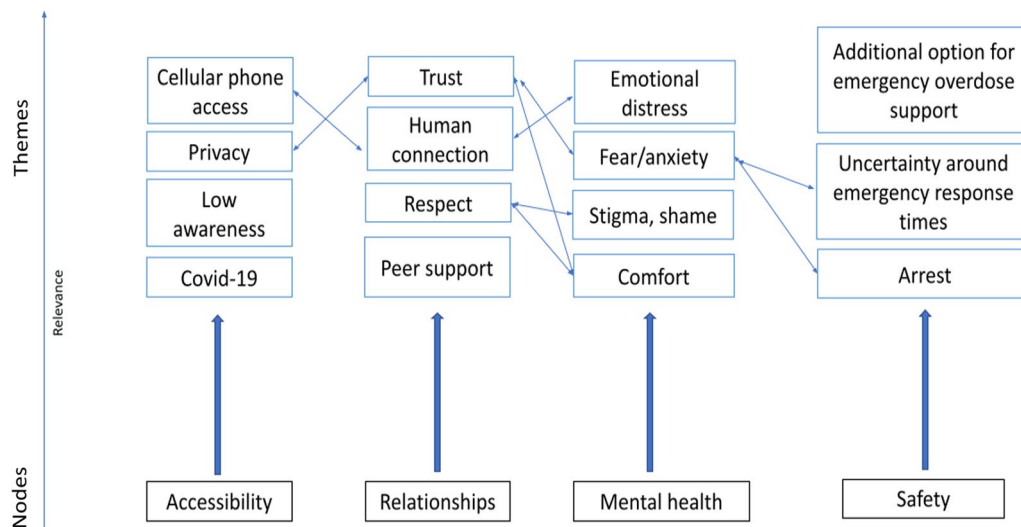 Themes
Relevance
Nodes
Cellular phone
access
Privacy
Low
awareness
Covid-19
Accessibility
Trust
Human
connection
Respect
Peer support
Relationships
Emotional
distress
Fear/anxiety
Stigma, shame
Comfort
Mental health
Additional option for
emergency overdose
support
Uncertainty around
emergency response
times
Arrest
Safety